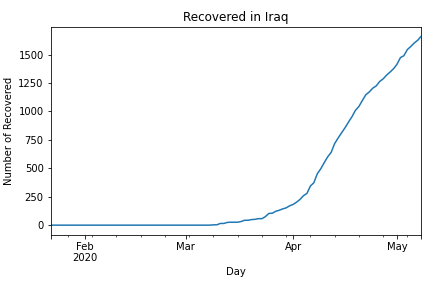 Recovered in Iraq
Number of Recovered
1500
1250
1000
750
500
250
0
Feb
2020
Mar
Apr
May
Day